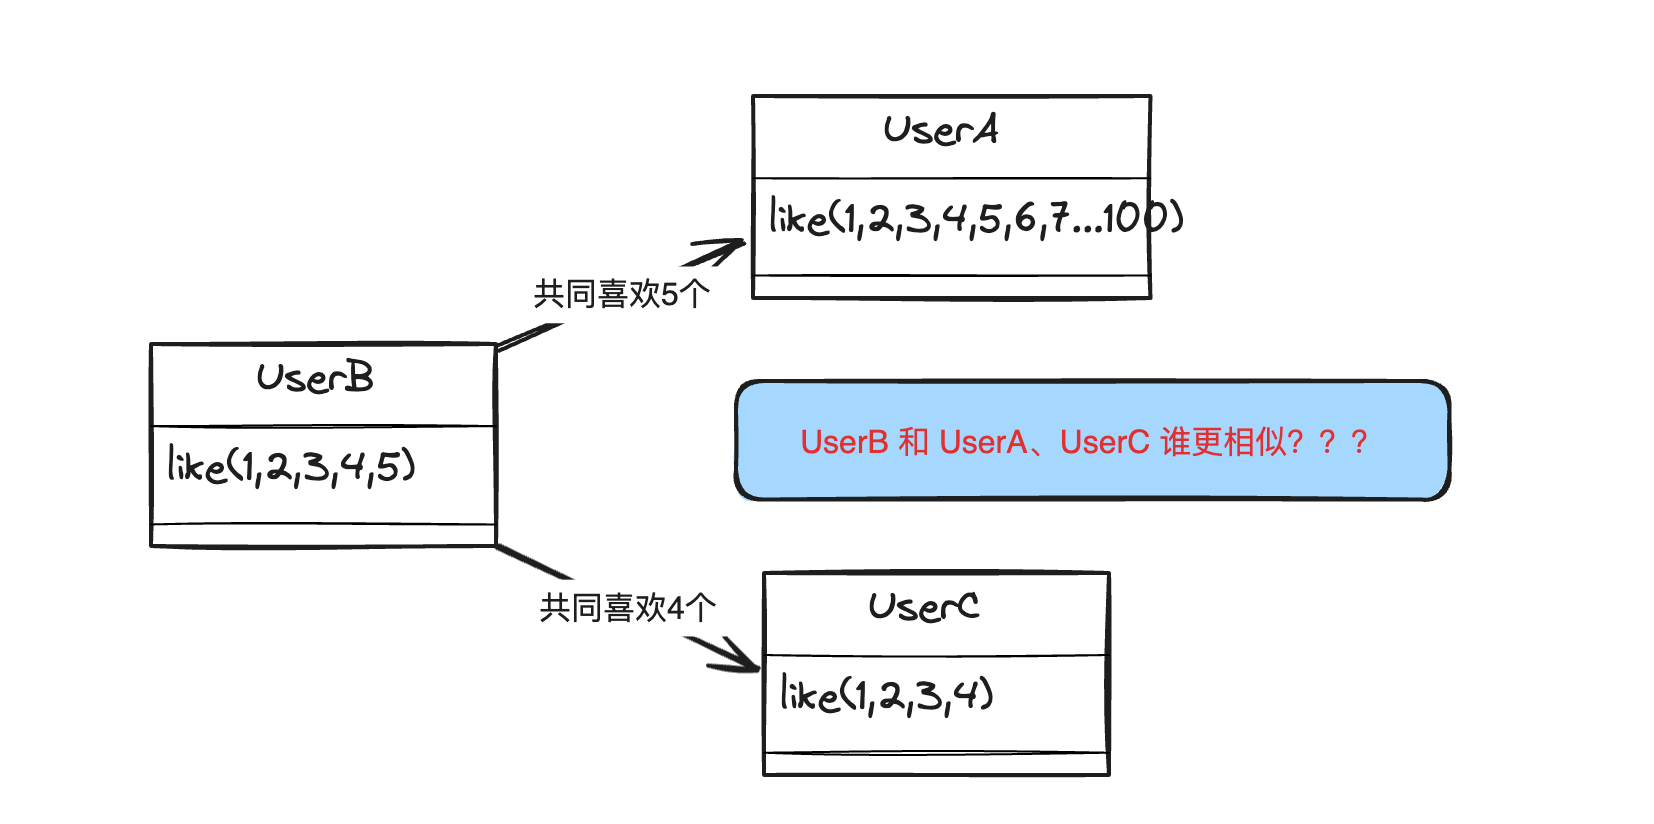 UserA
like(1,2,3,4,5,6,7...100)
共同喜欢5个
UserB
like(1,2,3,4,5)
UserB 和 UserA、UserC 谁更相似？？？
共同喜欢4个
UserC
like(1,2,3,4)